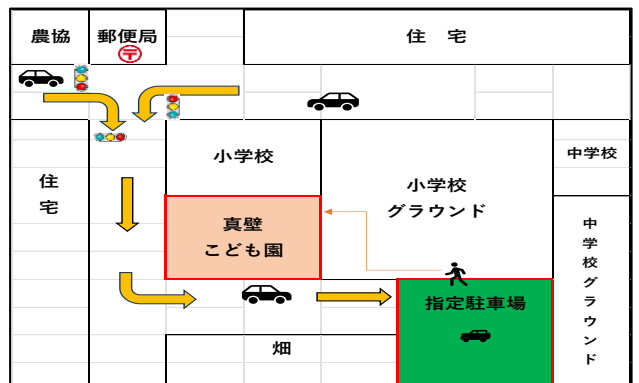 農協
郵便局
〒
住 宅
小学校
小学校
グラウンド
中学校
住宅
真壁
こども園
中学校グラウンド
指定駐車場
畑